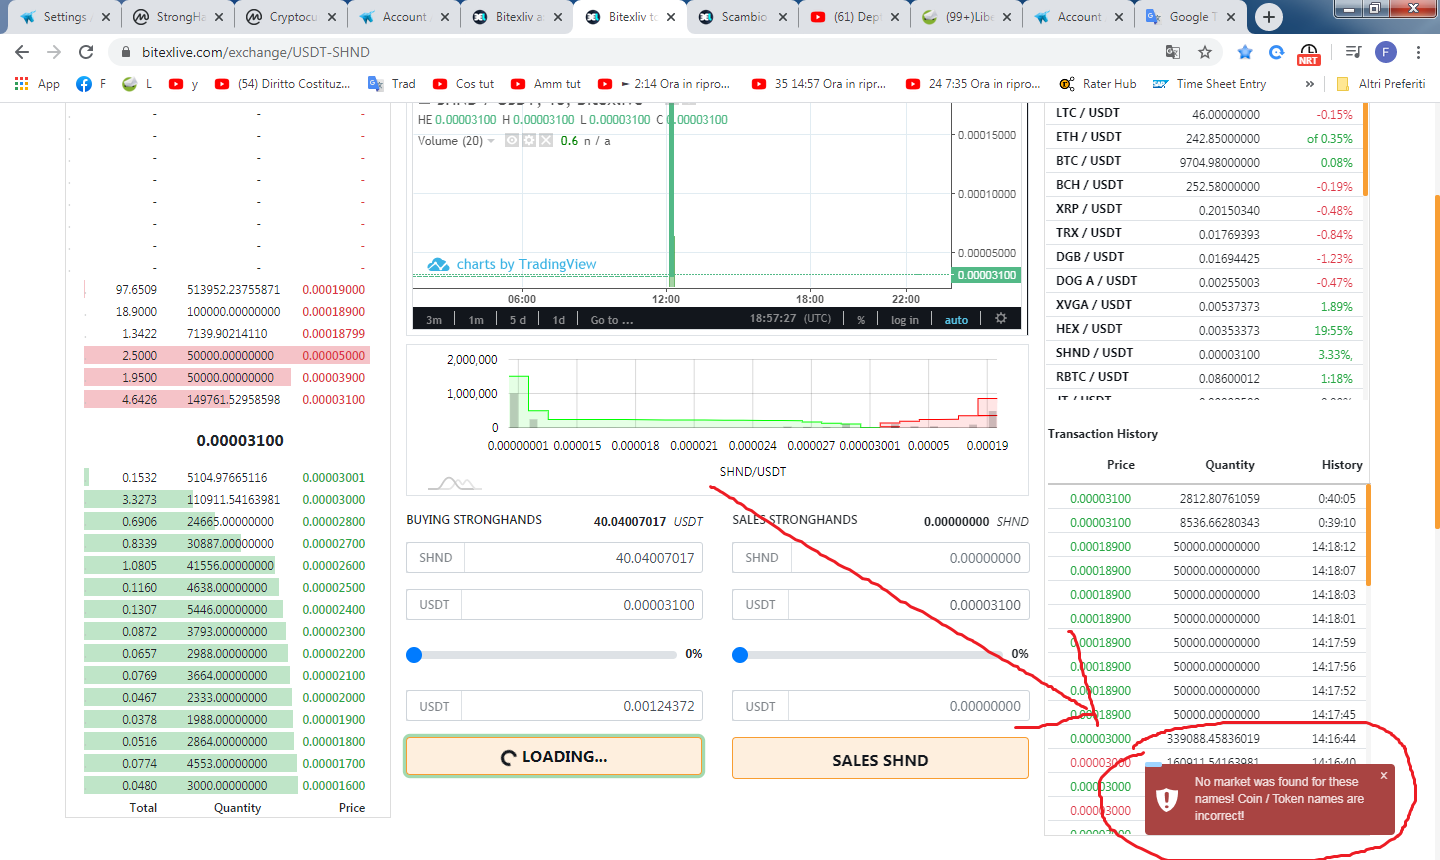 Settings
StrongHa
Cryptocu
Account
Bitexliv a
Bitexliv to
Scambio
(61) Dep
(99+)Libe
Account
Google T
bitexlive.com/exchange/USDT-SHND
NRT
F
App
F
L
y
(54) Diritto Costituz...
Trad
Cos tut
Amm tut
► 2:14 Ora in ripro...
35 14:57 Ora in ripro...
24 7:35 Ora in ripro...
Rater Hub
Time Sheet Entry
»
Altri Preferiti
97.6509 513952.23755871 0.00019000
18.9000 100000.00000000 0.00018900
1.3422 7139.90214110 0.00018799
2.5000 50000.00000000 0.00005000
1.9500 50000.00000000 0.00003900
4.6426 149761.52958598 0.00003100
0.00003100
0.1532 5104.97665116 0.00003001
3.3273 110911.54163981 0.00003000
0.6906 24665.00000000 0.00002800
0.8339 30887.00000000 0.00002700
1.0805 41556.00000000 0.00002600
0.1160 4638.00000000 0.00002500
0.1307 5446.00000000 0.00002400
0.0872 3793.00000000 0.00002300
0.0657 2988.00000000 0.00002200
0.0769 3664.00000000 0.00002100
0.0467 2333.00000000 0.00002000
0.0378 1988.00000000 0.00001900
0.0516 2864.00000000 0.00001800
0.0774 4553.00000000 0.00001700
0.0480 3000.00000000 0.00001600
Total Quantity Price
HE 0.00003100 H 0.00003100 L 0.00003100 C 0.00003100
Volume (20) 0.6 n / a
0.00015000
0.00010000
0.00005000
0.00003100
charts by TradingView
06:00 12:00 18:00 22:00
3m 1m 5 d 1d Go to ... 18:57:27 (UTC) % log in auto
2,000,000
1,000,000
0
0.00000001 0.000015 0.000018 0.000021 0.000024 0.000027 0.00003001 0.00005 0.00019
SHND/USDT
BUYING STRONGHANDS 40.04007017 USDT
SHND 40.04007017
USDT 0.00003100
0%
USDT 0.00124372
LOADING...
SALES STRONGHANDS 0.00000000 SHND
SHND 0.00000000
USDT 0.00003100
0%
USDT 0.00000000
SALES SHND
LTC / USDT 46.00000000 -0.15%
ETH / USDT 242.85000000 of 0.35%
BTC / USDT 9704.98000000 0.08%
BCH / USDT 252.58000000 -0.19%
XRP / USDT 0.20150340 -0.48%
TRX / USDT 0.01769393 -0.84%
DGB / USDT 0.01694425 -1.23%
DOG A / USDT 0.00255003 -0.47%
XVGA / USDT 0.00537373 1.89%
HEX / USDT 0.00353373 19:55%
SHND / USDT 0.00003100 3.33%,
RBTC / USDT 0.08600012 1:18%
Transaction History
Price Quantity History
0.00003100 2812.80761059 0:40:05
0.00003100 8536.66280343 0:39:10
0.00018900 50000.00000000 14:18:12
0.00018900 50000.00000000 14:18:07
0.00018900 50000.00000000 14:18:03
0.00018900 50000.00000000 14:18:01
0.00018900 50000.00000000 14:17:59
0.00018900 50000.00000000 14:17:56
0.00018900 50000.00000000 14:17:52
0.00018900 50000.00000000 14:17:45
0.00003000 339088.45836019 14:16:44
0.00003000 160911.54163981 14:16:40
0.00003000
0.00003000
No market was found for these
names! Coin / Token names are
incorrect!